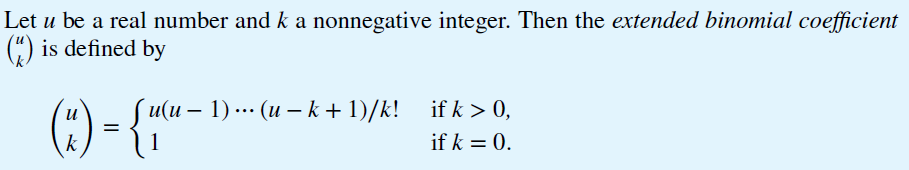 Let u be a real number and k a nonnegative integer. Then the extended binomial coefficient
(u k) is defined by
(u k) = { u(u − 1) ··· (u − k + 1)/k! if k > 0,
1 if k = 0.